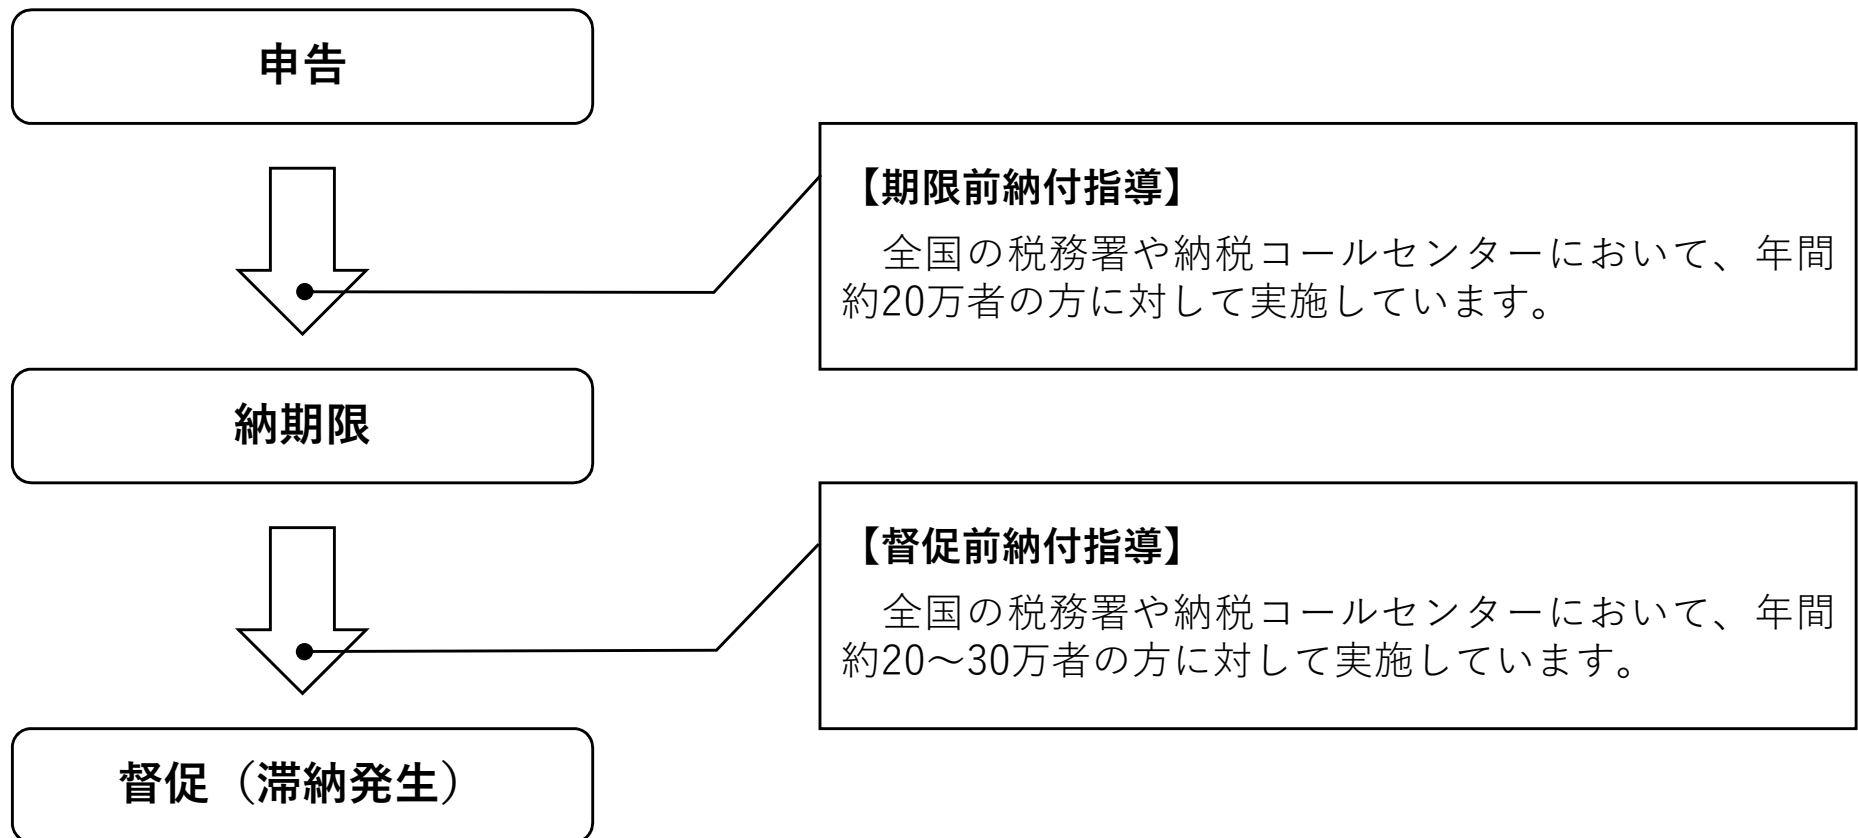 申告
【期限前納付指導】
　全国の税務署や納税コールセンターにおいて、年間
約20万者の方に対して実施しています。
納期限
【督促前納付指導】
　全国の税務署や納税コールセンターにおいて、年間
約20～30万者の方に対して実施しています。
督促（滞納発生）